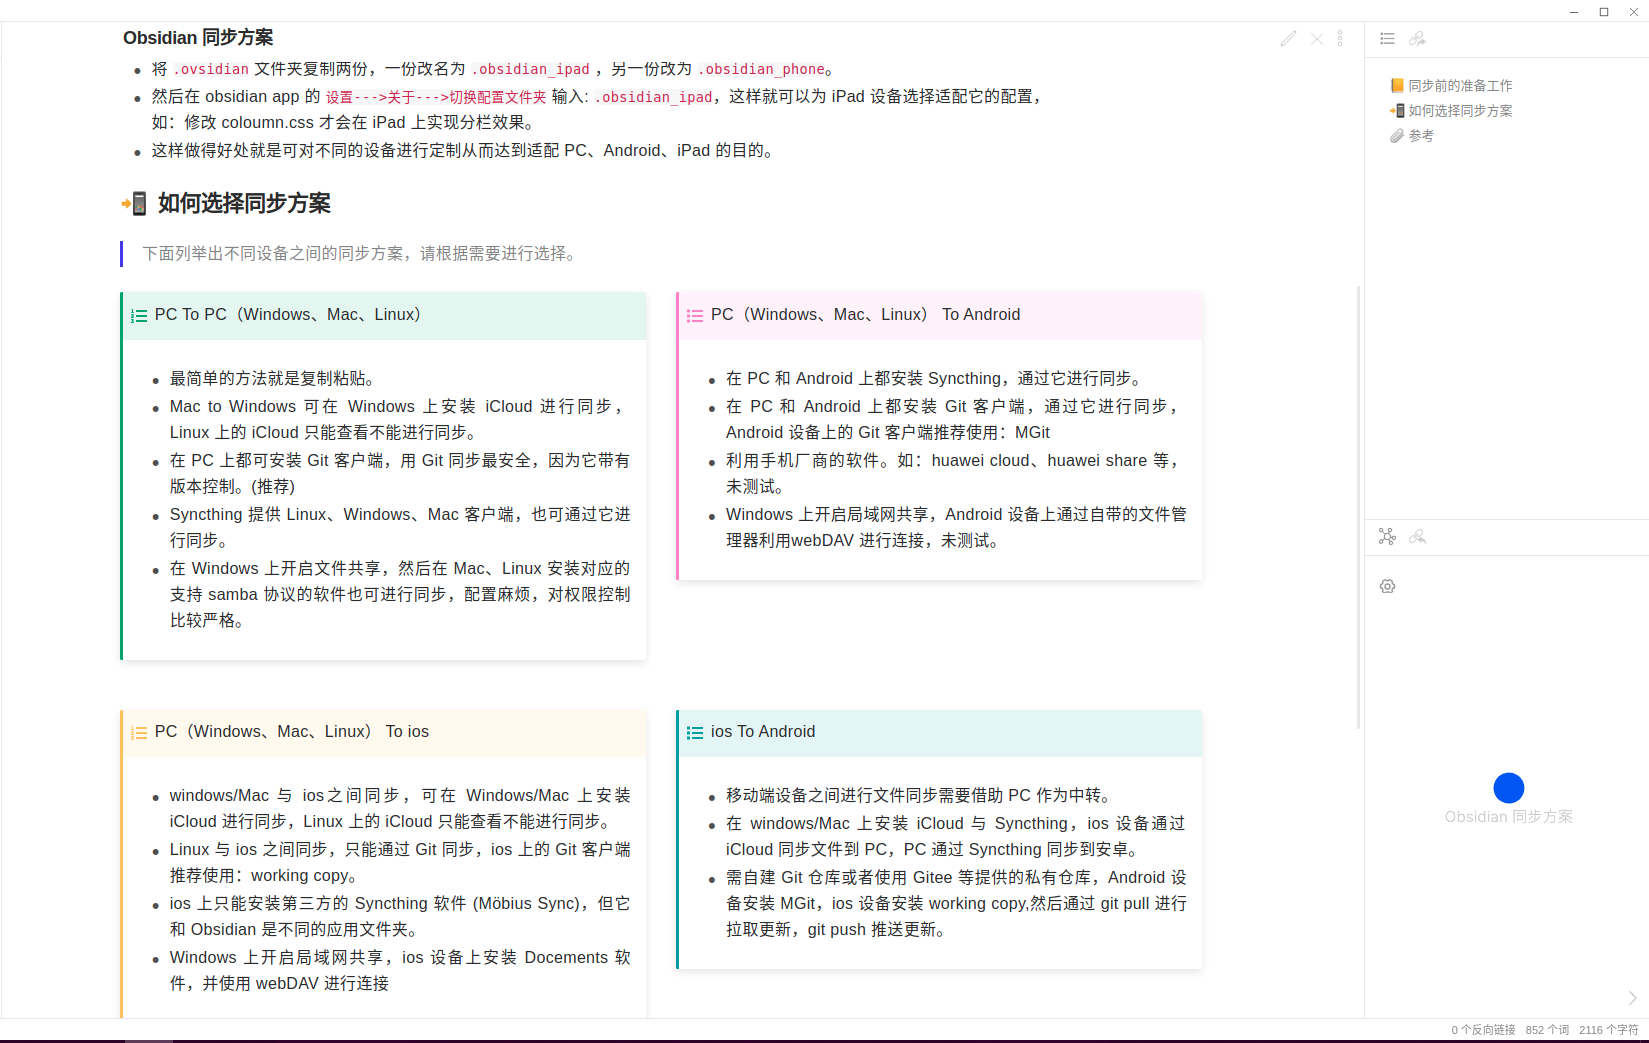 Obsidian 同步方案
将 .ovsidian 文件夹复制两份，一份改名为 .obsidian_ipad ，另一份改为 .obsidian_phone。
然后在 obsidian app 的 设置--->关于--->切换配置文件夹 输入: .obsidian_ipad，这样就可以为 iPad 设备选择适配它的配置，
如：修改 coloumn.css 才会在 iPad 上实现分栏效果。
这样做得好处就是可对不同的设备进行定制从而达到适配 PC、Android、iPad 的目的。
如何选择同步方案
下面列举出不同设备之间的同步方案，请根据需要进行选择。
PC To PC（Windows、Mac、Linux）
最简单的方法就是复制粘贴。
Mac to Windows 可在 Windows 上安装 iCloud 进行同步，
Linux 上的 iCloud 只能查看不能进行同步。
在 PC 上都可安装 Git 客户端，用 Git 同步最安全，因为它带有
版本控制。(推荐)
Syncthing 提供 Linux、Windows、Mac 客户端，也可通过它进
行同步。
在 Windows 上开启文件共享，然后在 Mac、Linux 安装对应的
支持 samba 协议的软件也可进行同步，配置麻烦，对权限控制
比较严格。
PC（Windows、Mac、Linux） To Android
在 PC 和 Android 上都安装 Syncthing，通过它进行同步。
在 PC 和 Android 上都安装 Git 客户端，通过它进行同步，
Android 设备上的 Git 客户端推荐使用：MGit
利用手机厂商的软件。如：huawei cloud、huawei share 等，
未测试。
Windows 上开启局域网共享，Android 设备上通过自带的文件管
理器利用webDAV 进行连接，未测试。
PC（Windows、Mac、Linux） To ios
windows/Mac 与 ios之间同步，可在 Windows/Mac 上安装
iCloud 进行同步，Linux 上的 iCloud 只能查看不能进行同步。
Linux 与 ios 之间同步，只能通过 Git 同步，ios 上的 Git 客户端
推荐使用：working copy。
ios 上只能安装第三方的 Syncthing 软件 (Möbius Sync)，但它
和 Obsidian 是不同的应用文件夹。
Windows 上开启局域网共享，ios 设备上安装 Docements 软
件，并使用 webDAV 进行连接
ios To Android
移动端设备之间进行文件同步需要借助 PC 作为中转。
在 windows/Mac 上安装 iCloud 与 Syncthing，ios 设备通过
iCloud 同步文件到 PC，PC 通过 Syncthing 同步到安卓。
需自建 Git 仓库或者使用 Gitee 等提供的私有仓库，Android 设
备安装 MGit，ios 设备安装 working copy,然后通过 git pull 进行
拉取更新，git push 推送更新。
同步前的准备工作
如何选择同步方案
参考
Obsidian 同步方案
0 个反向链接 852 个词 2116 个字符